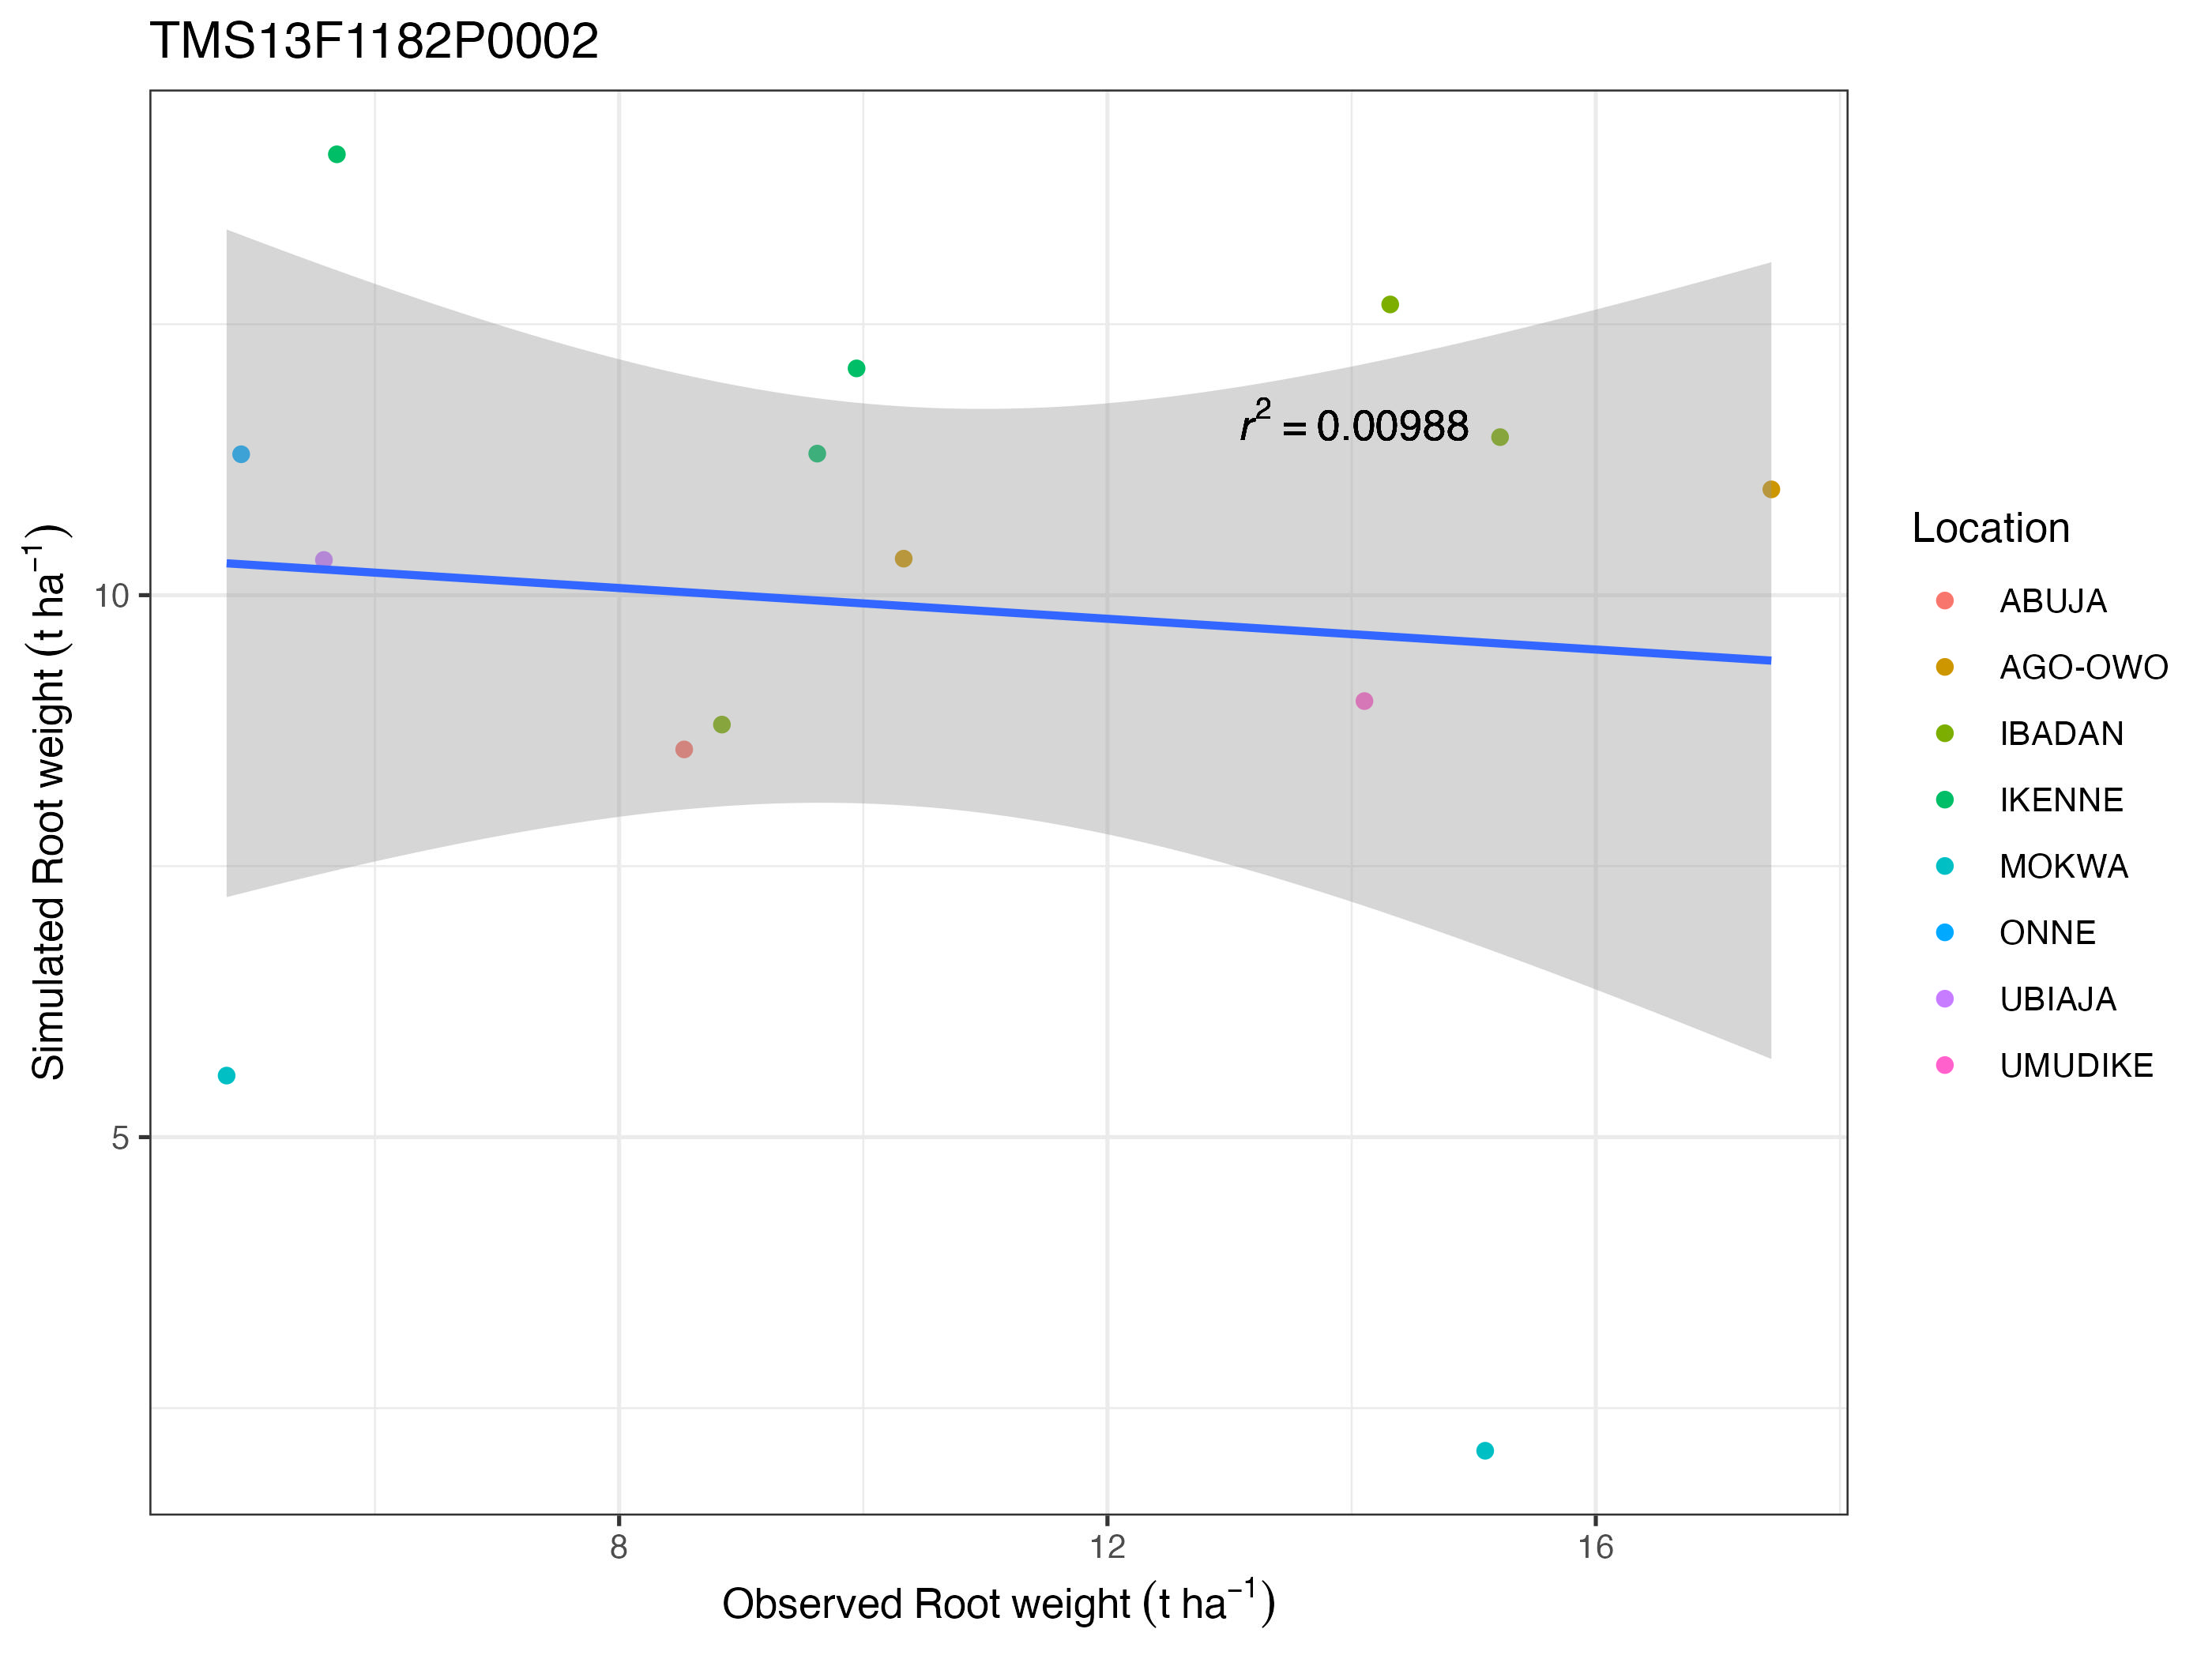 TMS13F1182P0002
Simulated Root weight (t ha⁻¹)
10
5
r² = 0.00988
8
12
16
Observed Root weight (t ha⁻¹)
Location
ABUJA
AGO-OWO
IBADAN
IKENNE
MOKWA
ONNE
UBIAJA
UMUDIKE